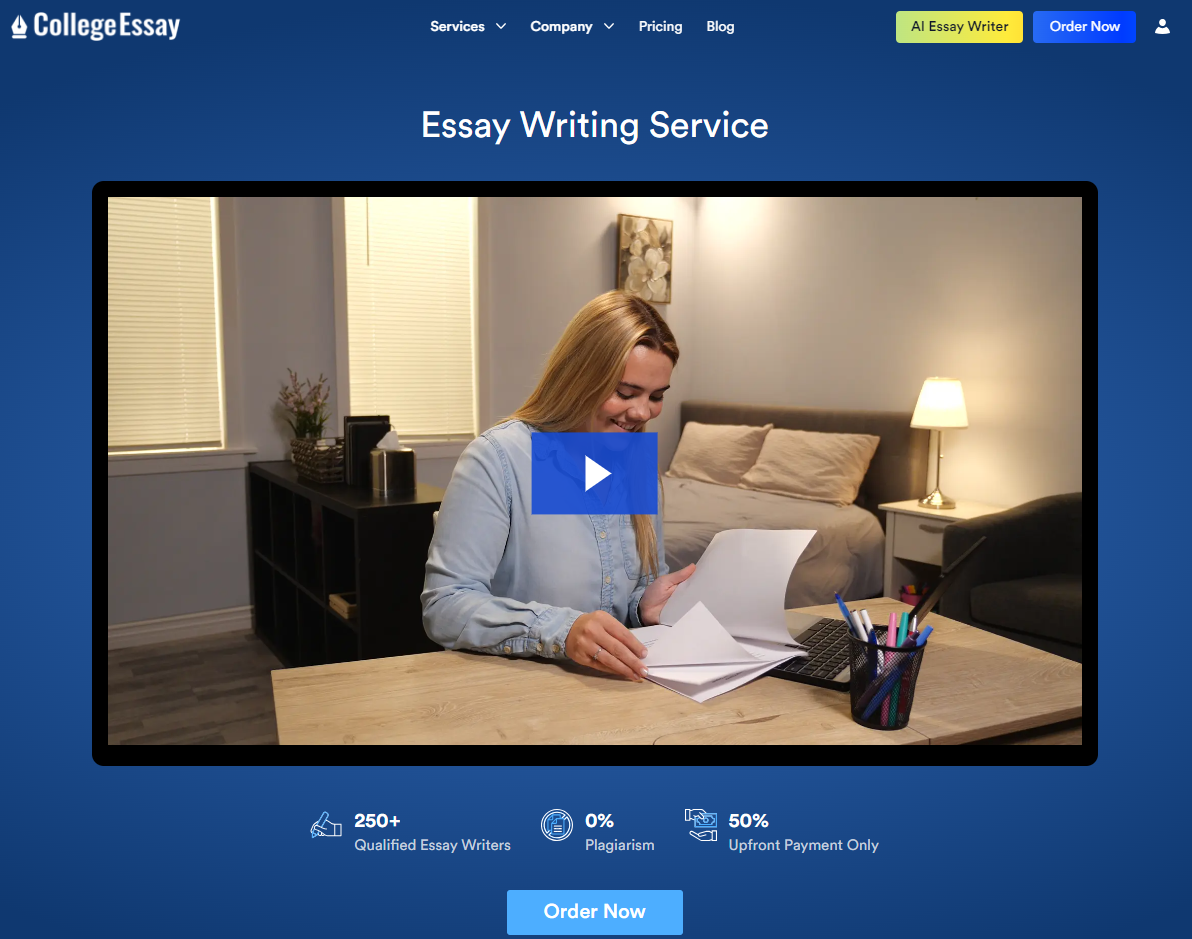 CollegeEssay
Services Company Pricing Blog
AI Essay Writer
Order Now
Essay Writing Service
250+
Qualified Essay Writers
0%
Plagiarism
50%
Upfront Payment Only
Order Now